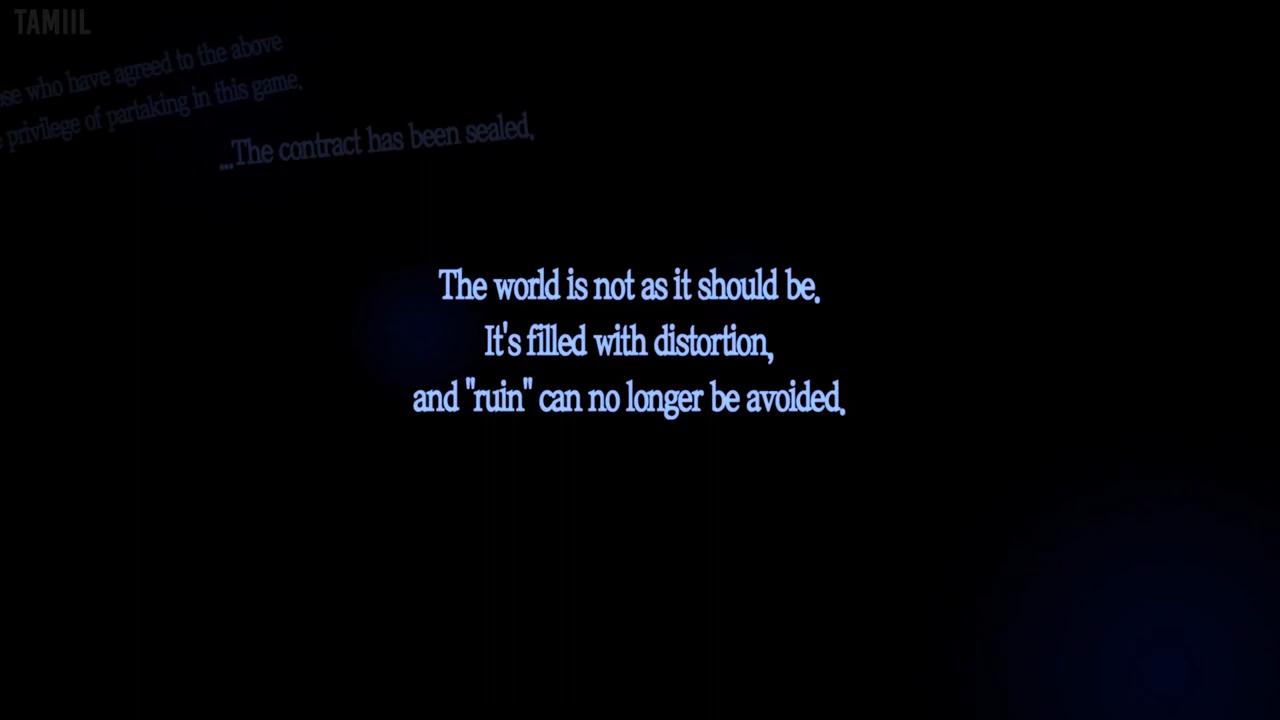 TAMIIL
who have agreed to the above
privilege of partaking in this game.
...The contract has been sealed.
The world is not as it should be.
It's filled with distortion,
and "ruin" can no longer be avoided.